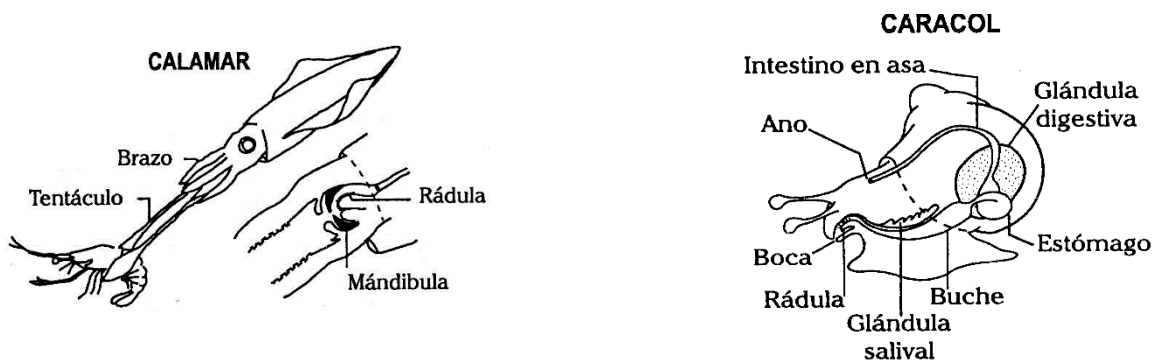 CALAMAR
Brazo
Tentáculo
Rádula
Mándibula
CARACOL
Intestino en asa
Glándula
digestiva
Ano
Boca
Estómago
Rádula
Buche
Glándula
salival